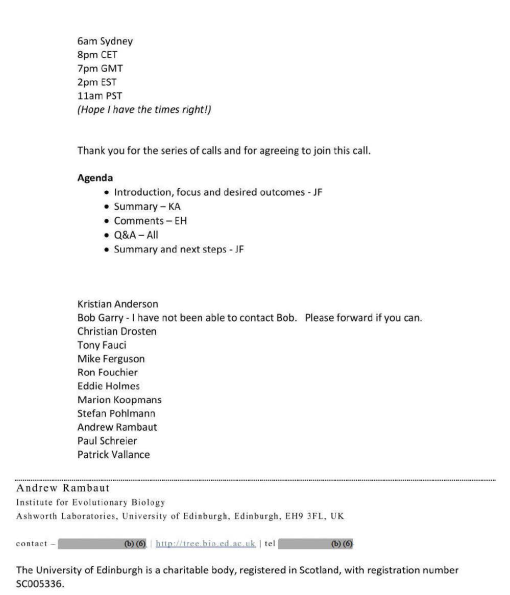 6am Sydney
8pm CET
7pm GMT
2pm EST
11am PST
(Hope I have the times right!)
Thank you for the series of calls and for agreeing to join this call.
Agenda
• Introduction, focus and desired outcomes - JF
• Summary – KA
• Comments – EH
• Q&A – All
• Summary and next steps - JF
Kristian Anderson
Bob Garry - I have not been able to contact Bob. Please forward if you can.
Christian Drosten
Tony Fauci
Mike Ferguson
Ron Fouchier
Eddie Holmes
Marion Koopmans
Stefan Pohlmann
Andrew Rambaut
Paul Schreier
Patrick Vallance
Andrew Rambaut
Institute for Evolutionary Biology
Ashworth Laboratories, University of Edinburgh, Edinburgh, EH9 3FL, UK
contact – (b) (6) | http://tree.bio.ed.ac.uk | tel (b) (6)
The University of Edinburgh is a charitable body, registered in Scotland, with registration number
SC005336.